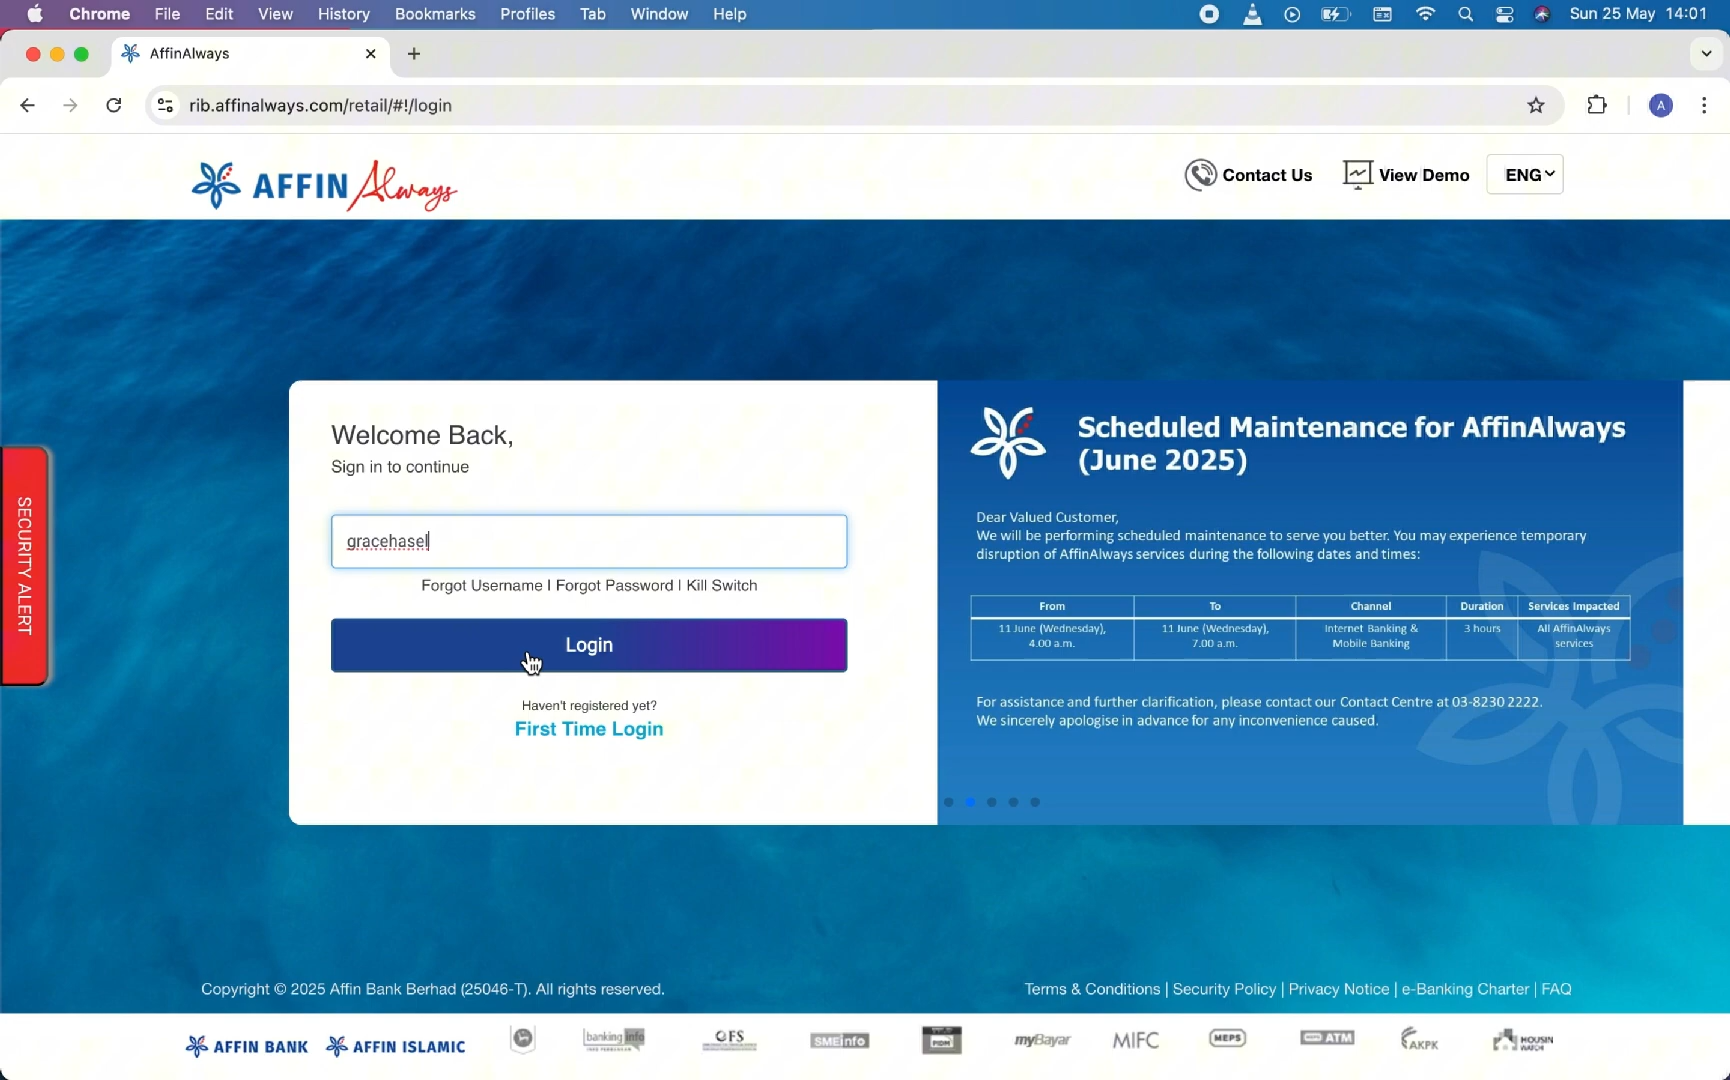 Chrome File Edit View History Bookmarks Profiles Tab Window Help Sun 25 May 14:01
AffinAlways
rib.affinalways.com/retail/#!/login
A
AFFIN Always
Contact Us View Demo ENG
SECURITY ALERT
Welcome Back,
Sign in to continue
gracehasel
Forgot Username | Forgot Password | Kill Switch
Login
Haven't registered yet?
First Time Login
Scheduled Maintenance for AffinAlways
(June 2025)
Dear Valued Customer,
We will be performing scheduled maintenance to serve you better. You may experience temporary
disruption of AffinAlways services during the following dates and times:
From To Channel Duration Services Impacted
11 June (Wednesday), 11 June (Wednesday), Internet Banking & 3 hours All AffinAlways
4.00 a.m. 7.00 a.m. Mobile Banking services
For assistance and further clarification, please contact our Contact Centre at 03-8230 2222.
We sincerely apologise in advance for any inconvenience caused.
Copyright © 2025 Affin Bank Berhad (25046-T). All rights reserved.
Terms & Conditions | Security Policy | Privacy Notice | e-Banking Charter | FAQ
AFFIN BANK AFFIN ISLAMIC banking info OFS SMEinfo PIDM myBayar MIFC MEPS ATM AKPK HOUSIN WATCH